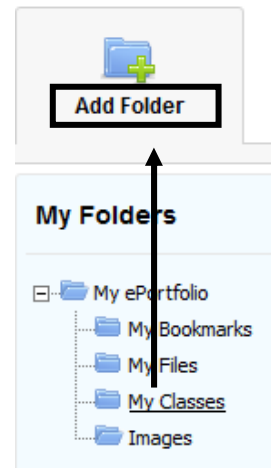 Add Folder
My Folders
My ePortfolio
My Bookmarks
My Files
My Classes
Images